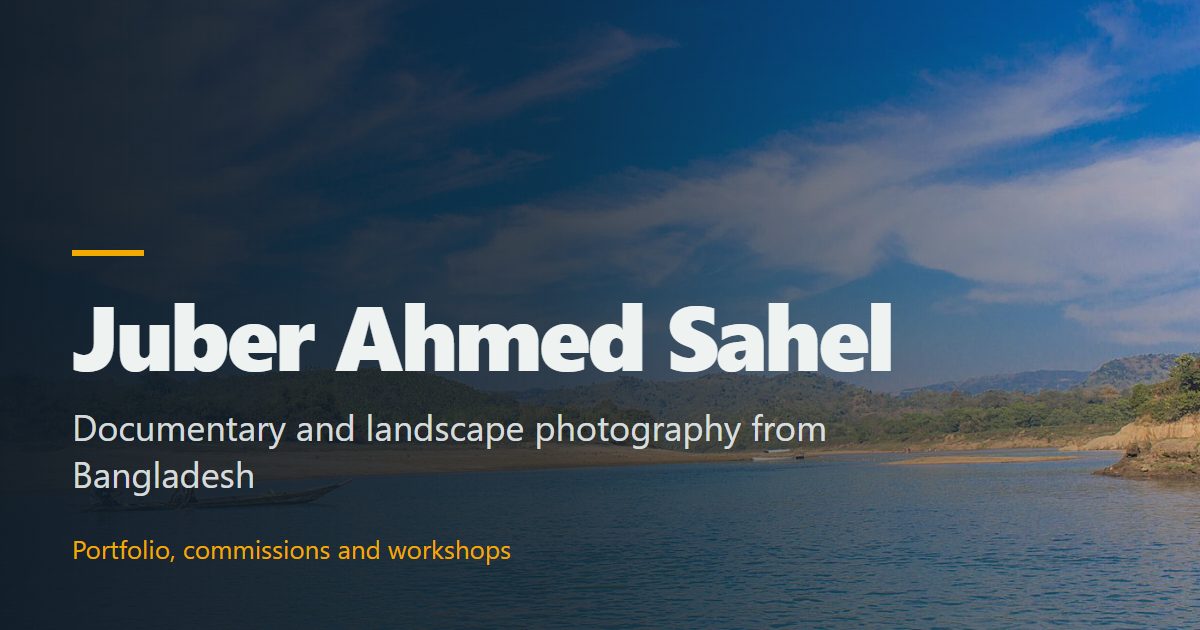 Juber Ahmed Sahel
Documentary and landscape photography from
Bangladesh
Portfolio, commissions and workshops